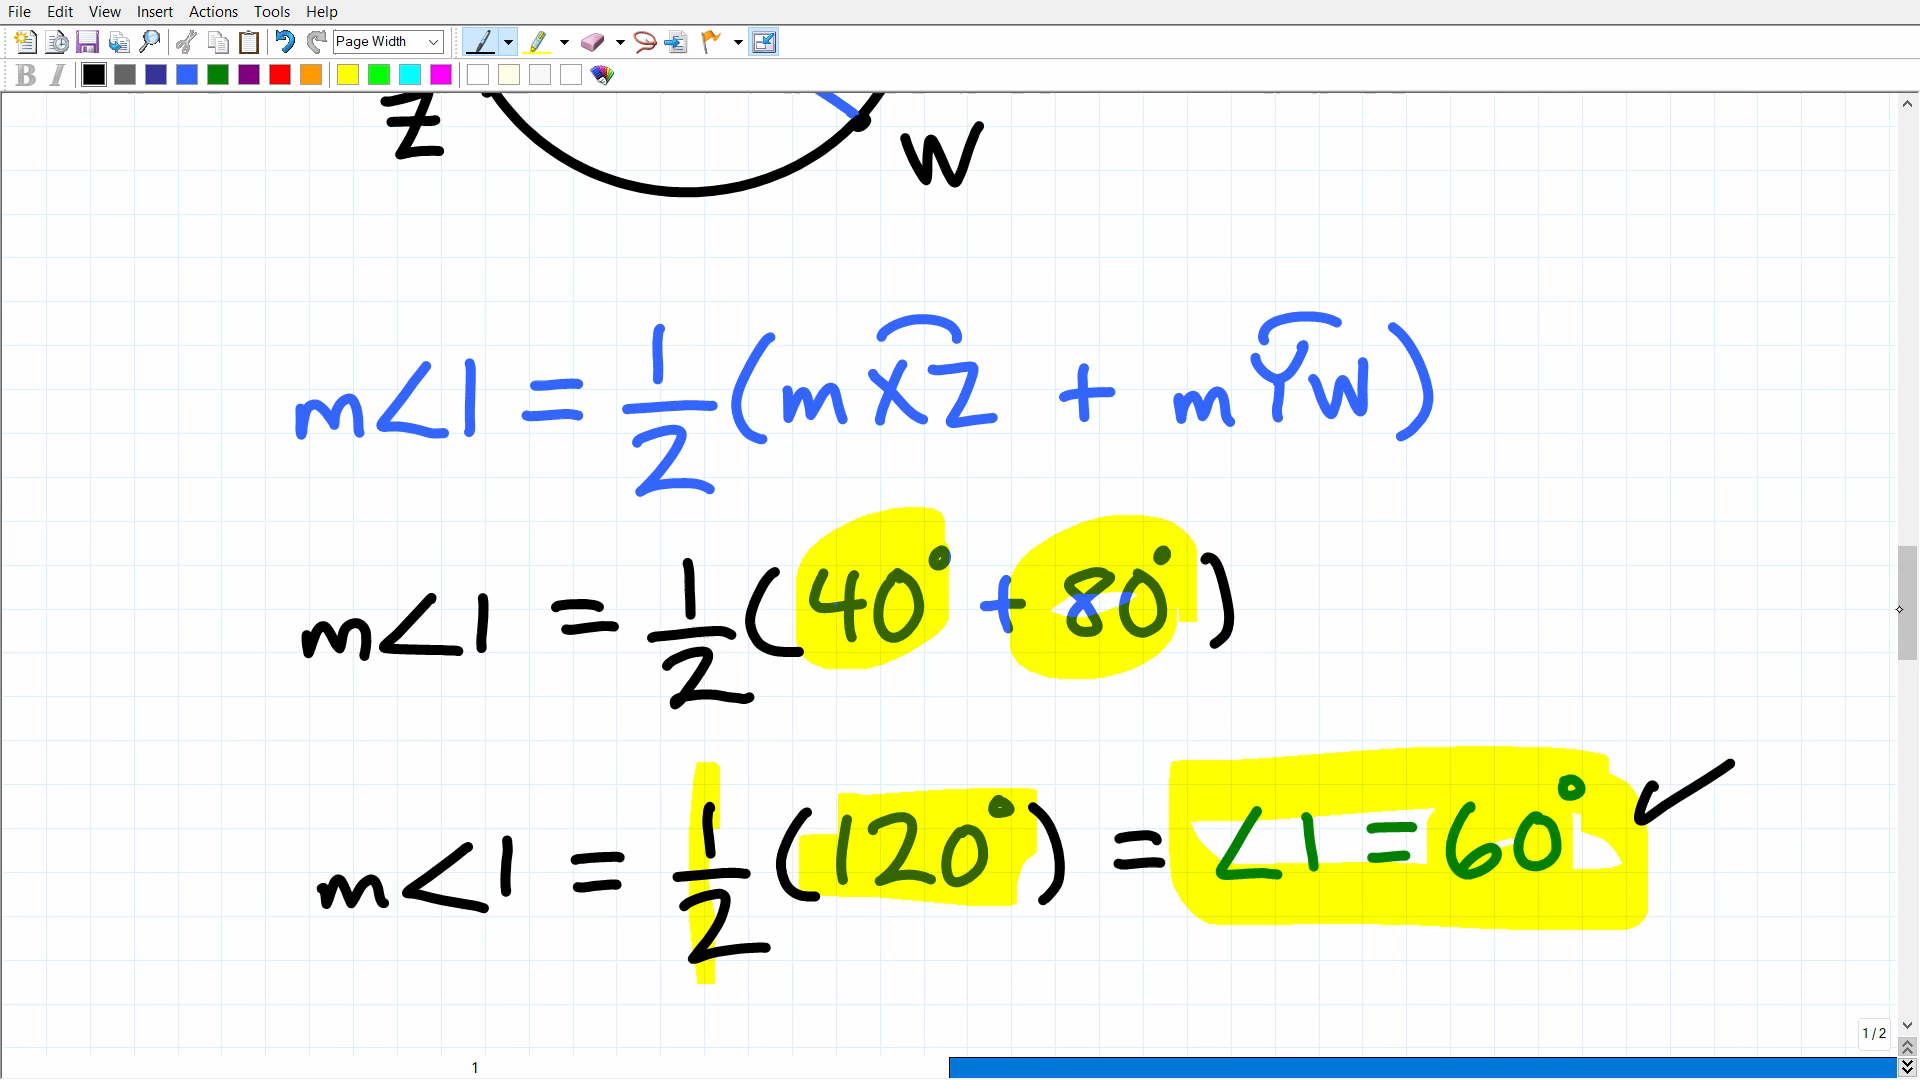 File Edit View Insert Actions Tools Help
Page Width
B I
Z
W
m∠1 = 1/2 (mXZ + mYW)
m∠1 = 1/2 (40° + 80°)
m∠1 = 1/2 (120°) = ∠1 = 60° ✓
1 / 2
1